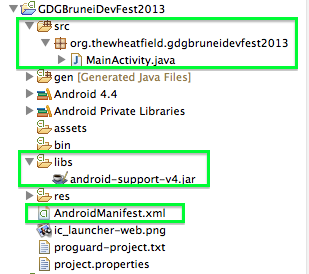 GDGBruneiDevFest2013
src
org.thewheatfield.gdgbruneidevfest2013
MainActivity.java
gen [Generated Java Files]
Android 4.4
Android Private Libraries
assets
bin
libs
android-support-v4.jar
res
AndroidManifest.xml
ic_launcher-web.png
proguard-project.txt
project.properties